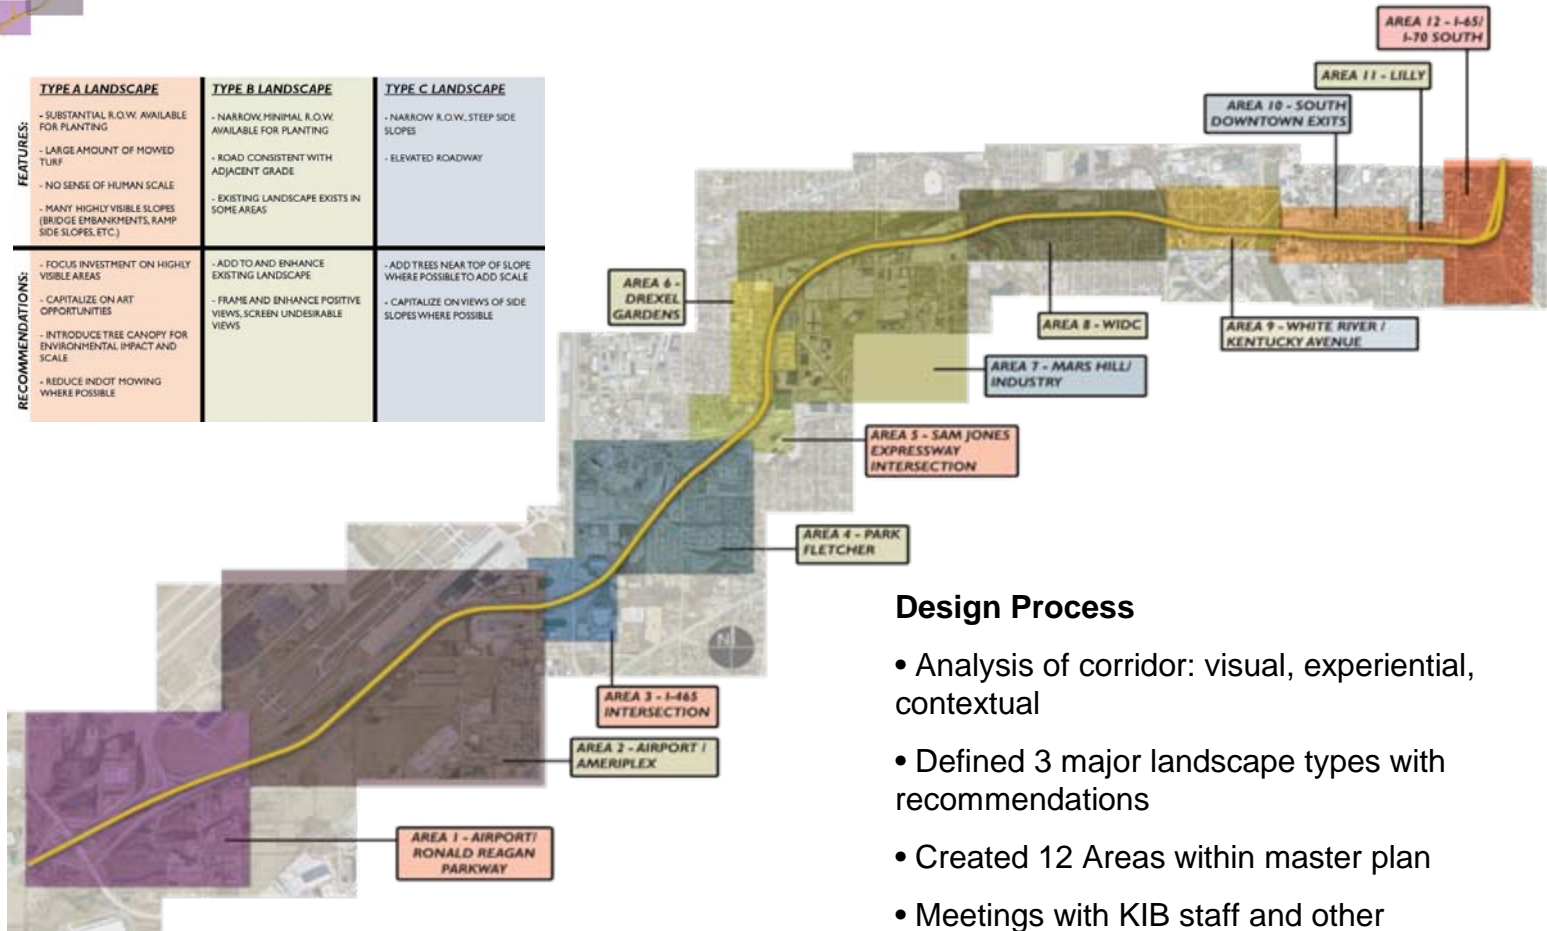 TYPE A LANDSCAPE
- SUBSTANTIAL R.O.W. AVAILABLE
FOR PLANTING
- LARGE AMOUNT OF MOWED
TURF
- NO SENSE OF HUMAN SCALE
- MANY HIGHLY VISIBLE SLOPES
(BRIDGE EMBANKMENTS, RAMP
SIDE SLOPES, ETC.)
TYPE B LANDSCAPE
- NARROW, MINIMAL R.O.W.
AVAILABLE FOR PLANTING
- ROAD CONSISTENT WITH
ADJACENT GRADE
- EXISTING LANDSCAPE EXISTS IN
SOME AREAS
TYPE C LANDSCAPE
- NARROW R.O.W., STEEP SIDE
SLOPES
- ELEVATED ROADWAY
FEATURES:
RECOMMENDATIONS:
- FOCUS INVESTMENT ON HIGHLY
VISIBLE AREAS
- CAPITALIZE ON ART
OPPORTUNITIES
- INTRODUCE TREE CANOPY FOR
ENVIRONMENTAL IMPACT AND
SCALE
- REDUCE INDOT MOWING
WHERE POSSIBLE
- ADD TO AND ENHANCE
EXISTING LANDSCAPE
- FRAME AND ENHANCE POSITIVE
VIEWS, SCREEN UNDESIRABLE
VIEWS
- ADD TREES NEAR TOP OF SLOPE
WHERE POSSIBLE TO ADD SCALE
- CAPITALIZE ON VIEWS OF SIDE
SLOPES WHERE POSSIBLE
AREA 12 - I-65/
I-70 SOUTH
AREA 11 - LILLY
AREA 10 - SOUTH
DOWNTOWN EXITS
AREA 6 -
DREXEL
GARDENS
AREA 8 - WIDC
AREA 9 - WHITE RIVER /
KENTUCKY AVENUE
AREA 7 - MARS HILL/
INDUSTRY
AREA 5 - SAM JONES
EXPRESSWAY
INTERSECTION
AREA 4 - PARK
FLETCHER
N
AREA 3 - I-465
INTERSECTION
AREA 2 - AIRPORT /
AMERIPLEX
AREA 1 - AIRPORT/
RONALD REAGAN
PARKWAY
Design Process
• Analysis of corridor: visual, experiential,
contextual
• Defined 3 major landscape types with
recommendations
• Created 12 Areas within master plan
• Meetings with KIB staff and other